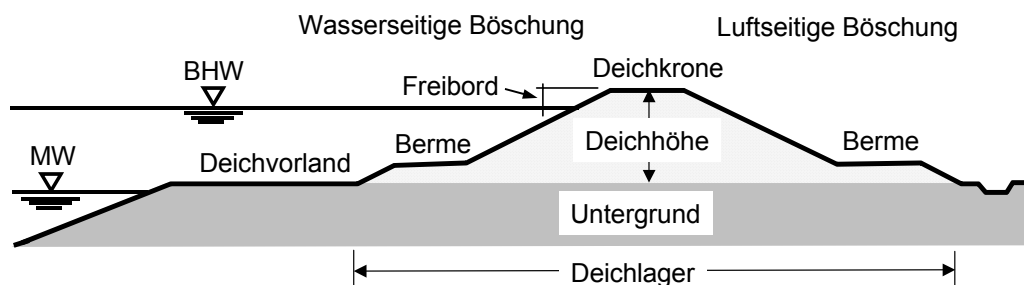 Wasserseitige Böschung
Luftseitige Böschung
BHW
Deichkrone
Freibord
Deichhöhe
Berme
Berme
MW
Deichvorland
Untergrund
Deichlager